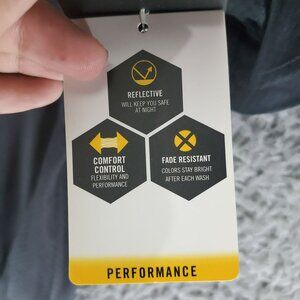 REFLECTIVE
WILL KEEP YOU SAFE
AT NIGHT
COMFORT
CONTROL
FLEXIBILITY AND
PERFORMANCE
FADE RESISTANT
COLORS STAY BRIGHT
AFTER EACH WASH
PERFORMANCE